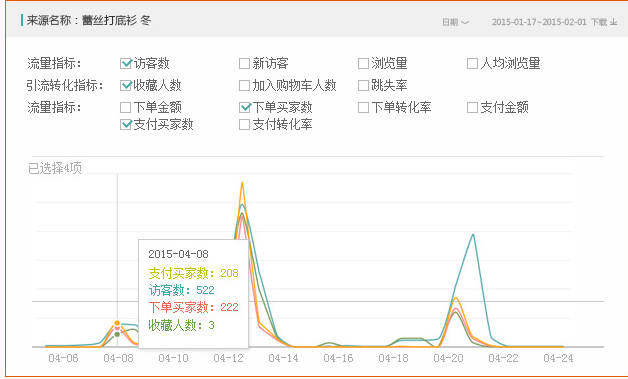 来源名称：蕾丝打底衫 冬
日期 2015-01-17~2015-02-01 下载
流量指标： 访客数 新访客 浏览量 人均浏览量
引流转化指标： 收藏人数 加入购物车人数 跳失率
流量指标： 下单金额 下单买家数 下单转化率 支付金额
支付买家数 支付转化率
已选择4项
2015-04-08
支付买家数：208
访客数：522
下单买家数：222
收藏人数：3
04-06 04-08 04-10 04-12 04-14 04-16 04-18 04-20 04-22 04-24